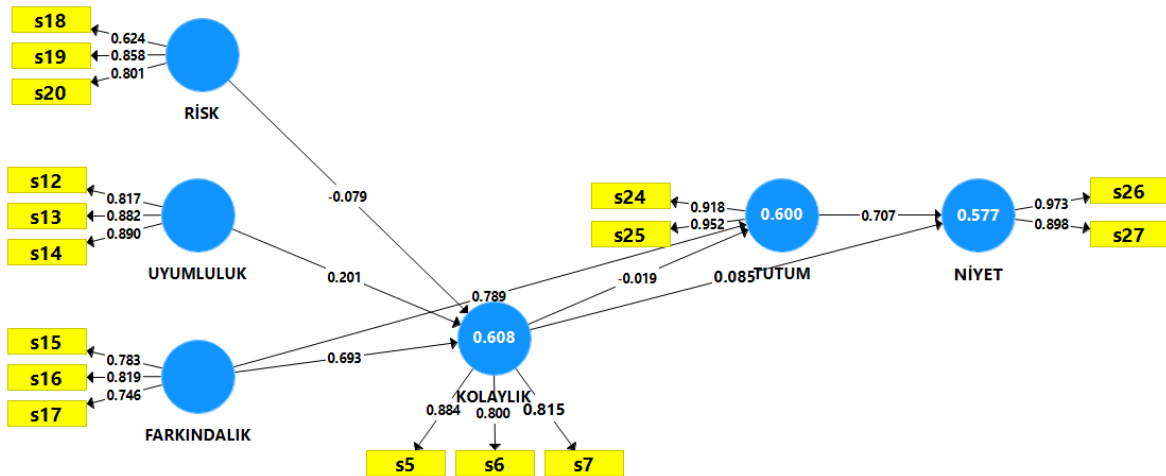 s18
0.624
s19
0.858
s20
0.801
RİSK
-0.079
s12
0.817
s13
0.882
s14
0.890
UYUMLULUK
0.201
s15
0.783
s16
0.819
s17
0.746
FARKINDALIK
0.789
0.693
0.608
KOLAYLIK
0.884
0.800
0.815
s5
s6
s7
s24
0.918
s25
0.952
0.600
TUTUM
-0.019
0.085
0.707
0.577
NİYET
0.973
s26
0.898
s27